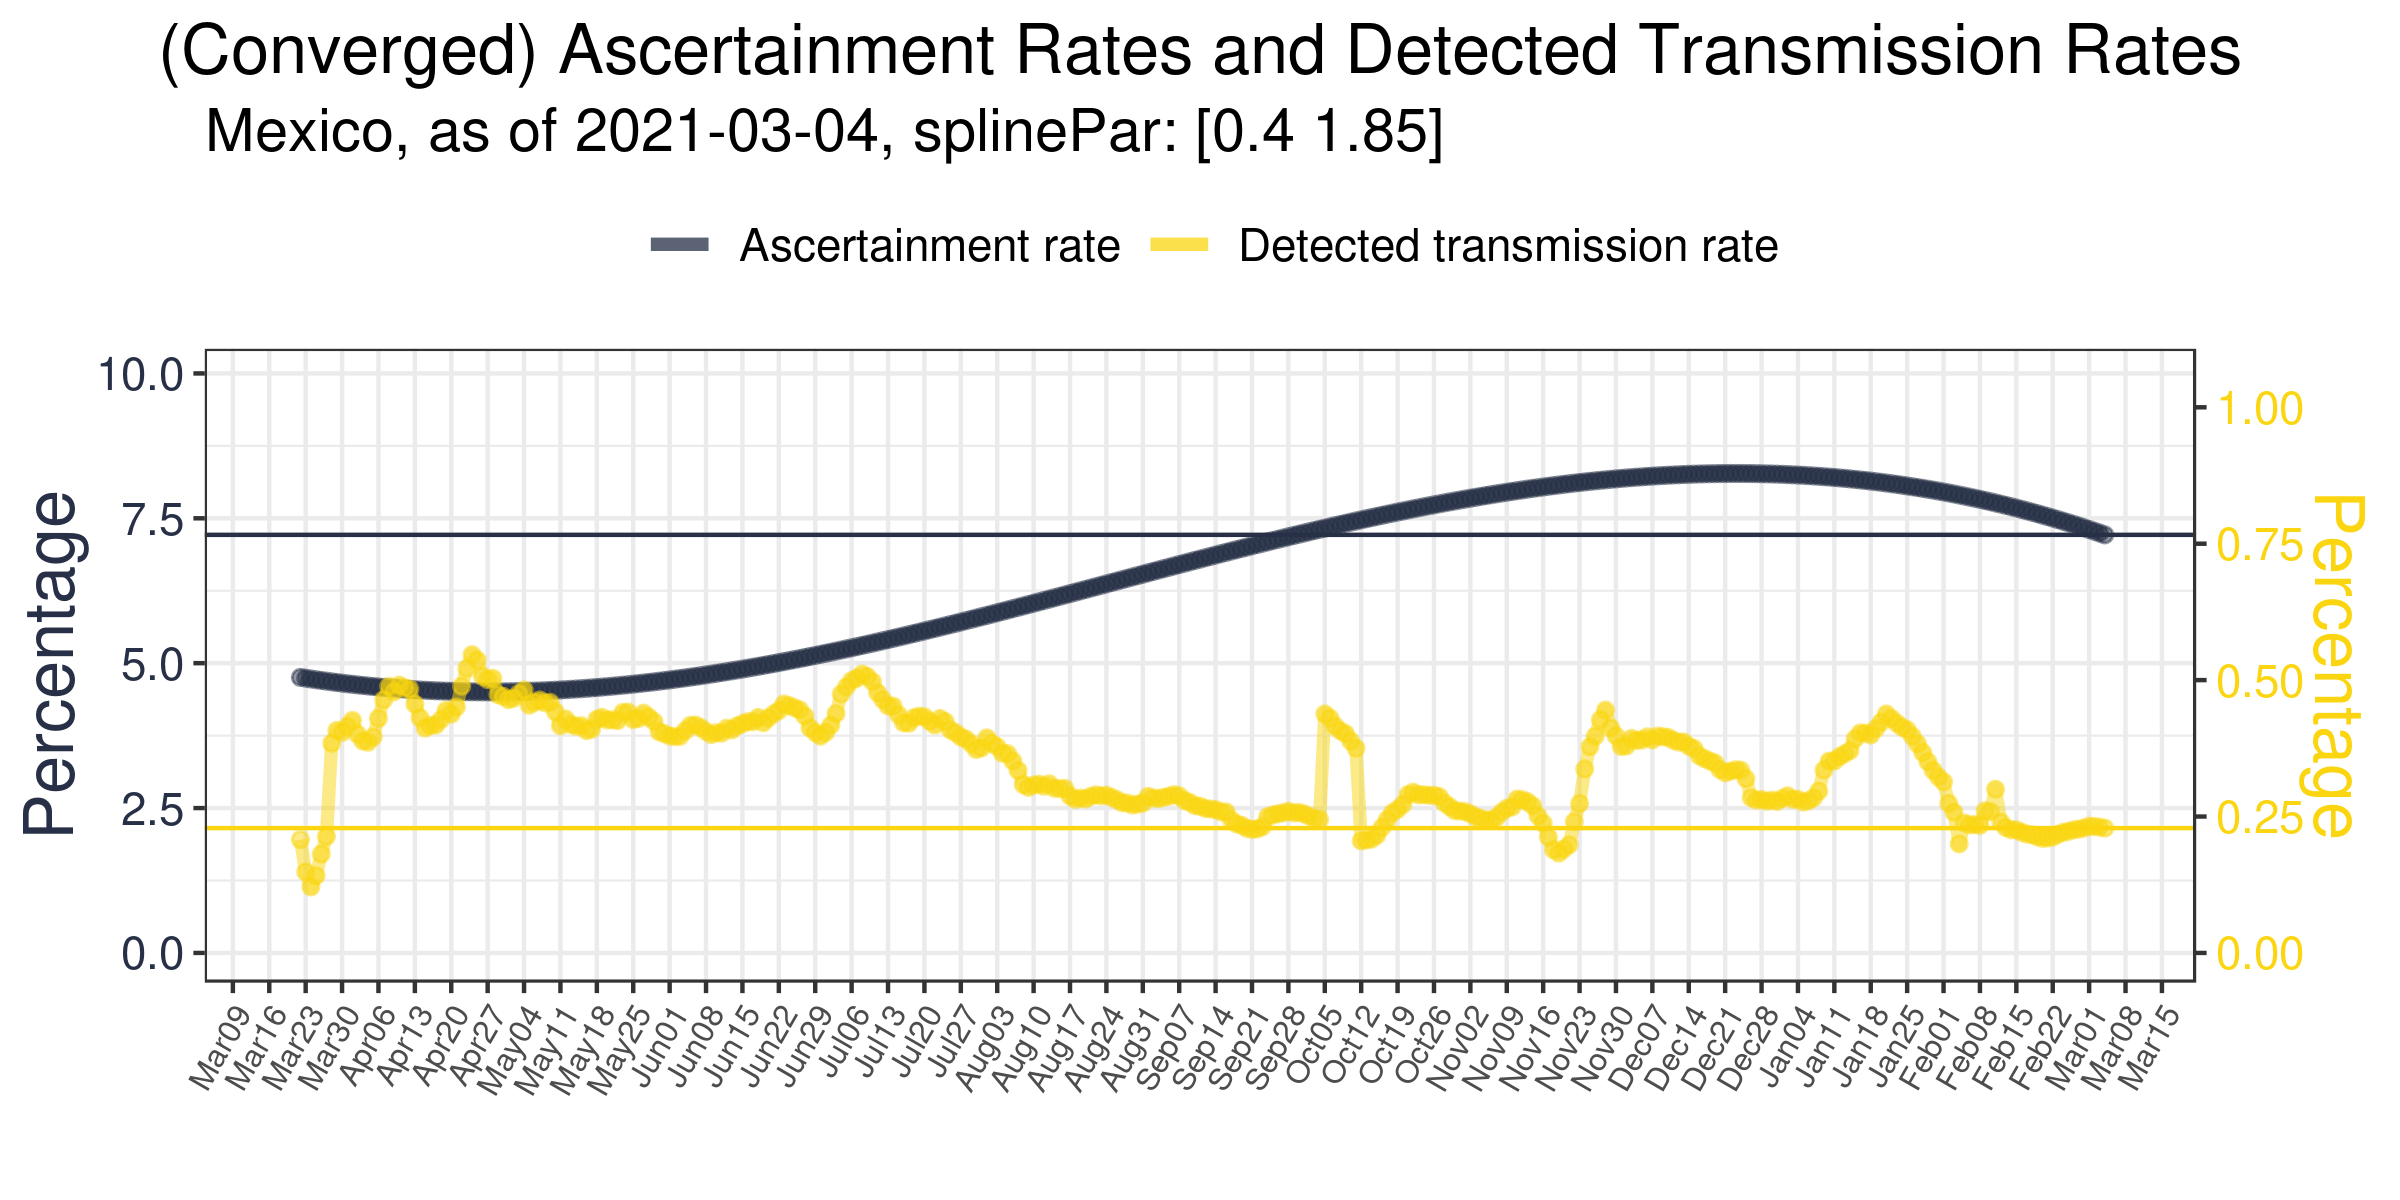 (Converged) Ascertainment Rates and Detected Transmission Rates
Mexico, as of 2021-03-04, splinePar: [0.4 1.85]
Ascertainment rate
Detected transmission rate
Percentage
10.0
7.5
5.0
2.5
0.0
1.00
0.75
0.50
0.25
0.00
Percentage
Mar09
Mar16
Mar23
Mar30
Apr06
Apr13
Apr20
Apr27
May04
May11
May18
May25
Jun01
Jun08
Jun15
Jun22
Jun29
Jul06
Jul13
Jul20
Jul27
Aug03
Aug10
Aug17
Aug24
Aug31
Sep07
Sep14
Sep21
Sep28
Oct05
Oct12
Oct19
Oct26
Nov02
Nov09
Nov16
Nov23
Nov30
Dec07
Dec14
Dec21
Dec28
Jan04
Jan11
Jan18
Jan25
Feb01
Feb08
Feb15
Feb22
Mar01
Mar08
Mar15